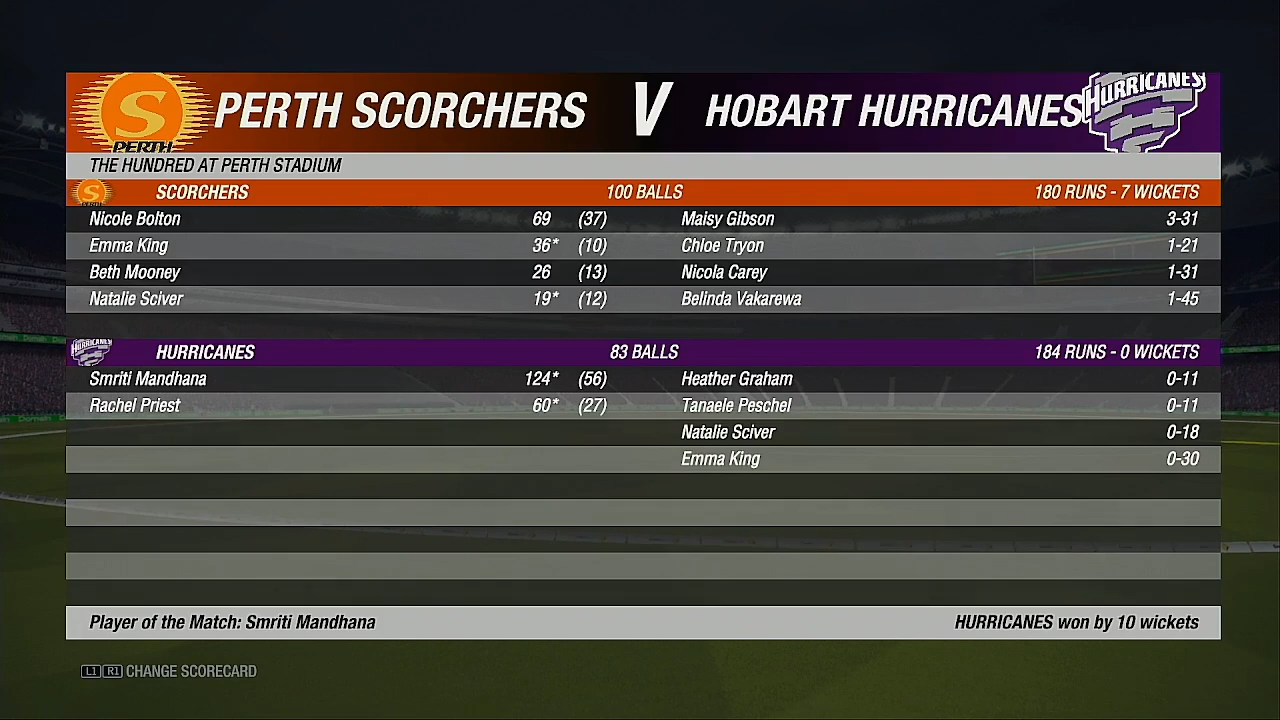 PERTH SCORCHERS V HOBART HURRICANES
S
PERTH
HURRICANES
THE HUNDRED AT PERTH STADIUM
SCORCHERS 100 BALLS 180 RUNS - 7 WICKETS
Nicole Bolton 69 (37) Maisy Gibson 3-31
Emma King 36* (10) Chloe Tryon 1-21
Beth Mooney 26 (13) Nicola Carey 1-31
Natalie Sciver 19* (12) Belinda Vakarewa 1-45
HURRICANES 83 BALLS 184 RUNS - 0 WICKETS
Smriti Mandhana 124* (56) Heather Graham 0-11
Rachel Priest 60* (27) Tanaele Peschel 0-11
Natalie Sciver 0-18
Emma King 0-30
Player of the Match: Smriti Mandhana HURRICANES won by 10 wickets
L1 R1 CHANGE SCORECARD